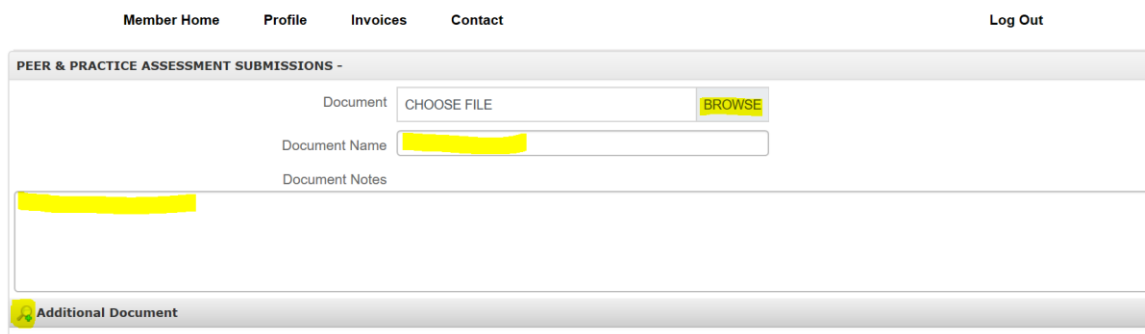 Member Home Profile Invoices Contact Log Out
PEER & PRACTICE ASSESSMENT SUBMISSIONS -
Document CHOOSE FILE BROWSE
Document Name
Document Notes
Additional Document